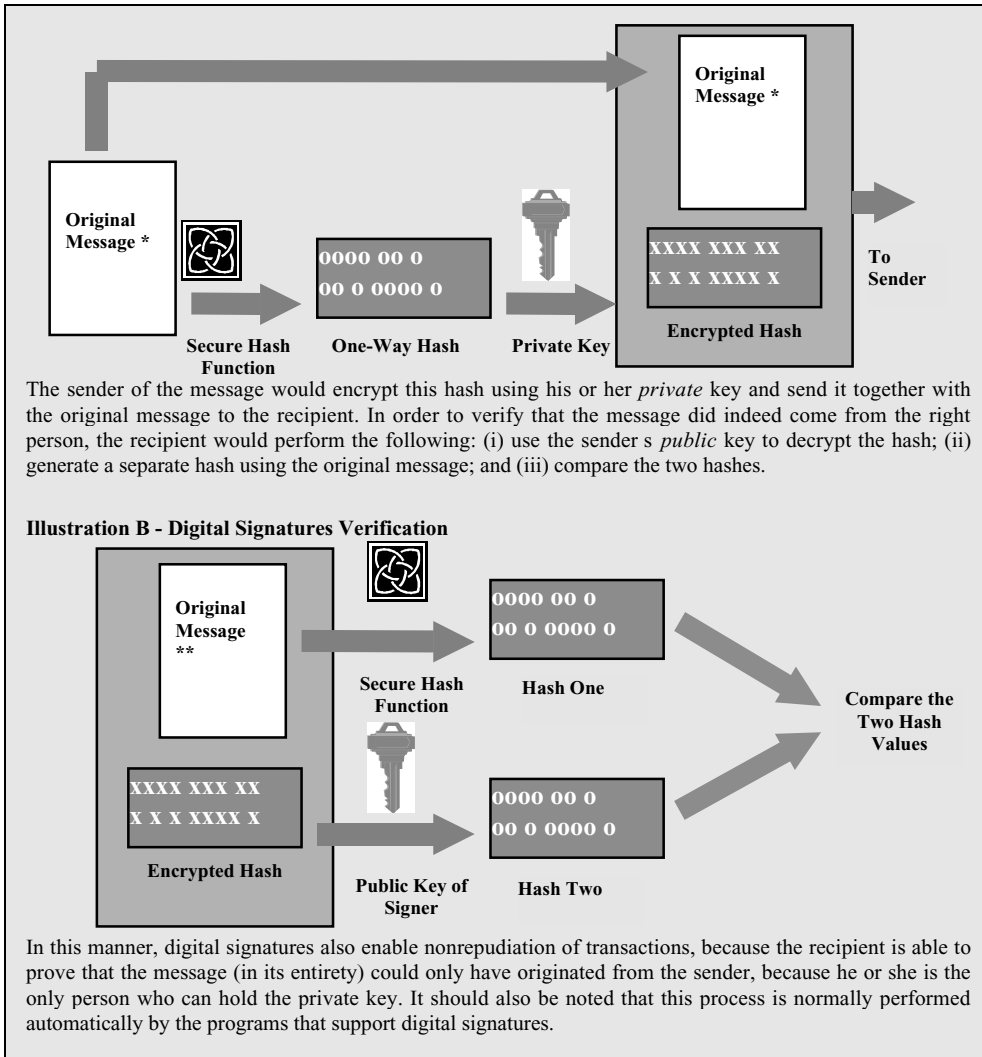 Original
Message *
Original
Message *
0000 00 0
00 0 0000 0
XXXX XXX XX
X X X XXXX X
To
Sender
Secure Hash
Function
One-Way Hash
Private Key
Encrypted Hash
The sender of the message would encrypt this hash using his or her private key and send it together with
the original message to the recipient. In order to verify that the message did indeed come from the right
person, the recipient would perform the following: (i) use the sender s public key to decrypt the hash; (ii)
generate a separate hash using the original message; and (iii) compare the two hashes.
Illustration B - Digital Signatures Verification
Original
Message
**
0000 00 0
00 0 0000 0
Secure Hash
Function
Hash One
Compare the
Two Hash
Values
XXXX XXX XX
X X X XXXX X
Encrypted Hash
0000 00 0
00 0 0000 0
Public Key of
Signer
Hash Two
In this manner, digital signatures also enable nonrepudiation of transactions, because the recipient is able to
prove that the message (in its entirety) could only have originated from the sender, because he or she is the
only person who can hold the private key. It should also be noted that this process is normally performed
automatically by the programs that support digital signatures.